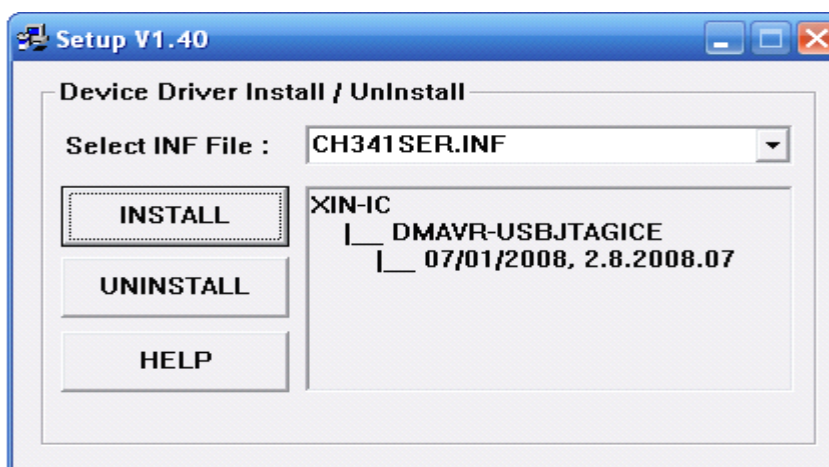 Setup V1.40
Device Driver Install / UnInstall
Select INF File : CH341SER.INF
INSTALL
UNINSTALL
HELP
XIN-IC
|__ DMAVR-USBJTAGICE
|__ 07/01/2008, 2.8.2008.07